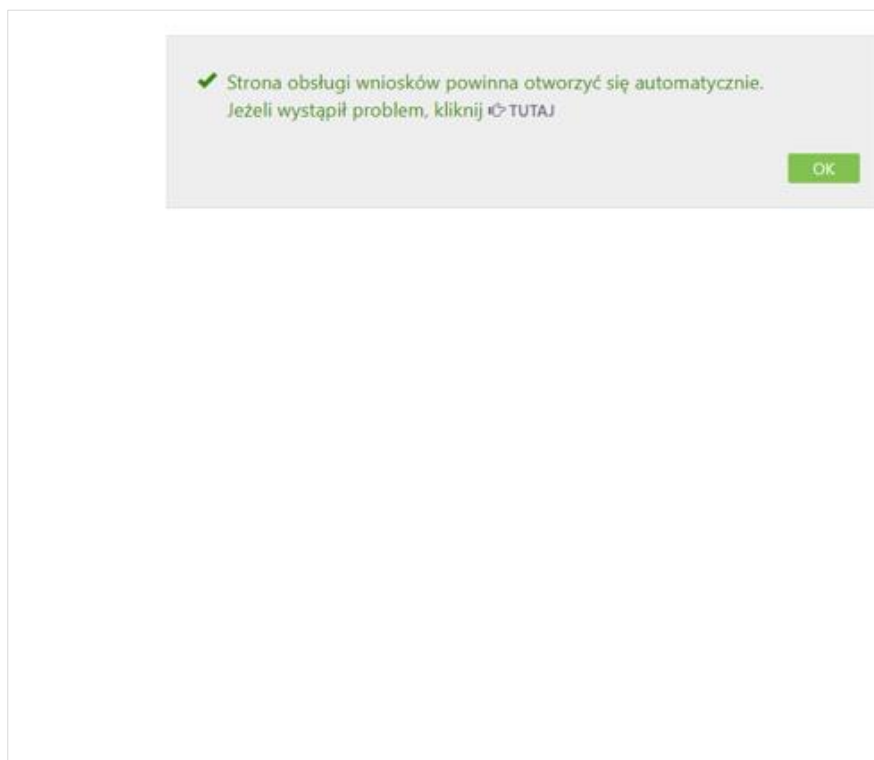 Strona obsługi wniosków powinna otworzyć się automatycznie.
Jeżeli wystąpił problem, kliknij TUTAJ
OK